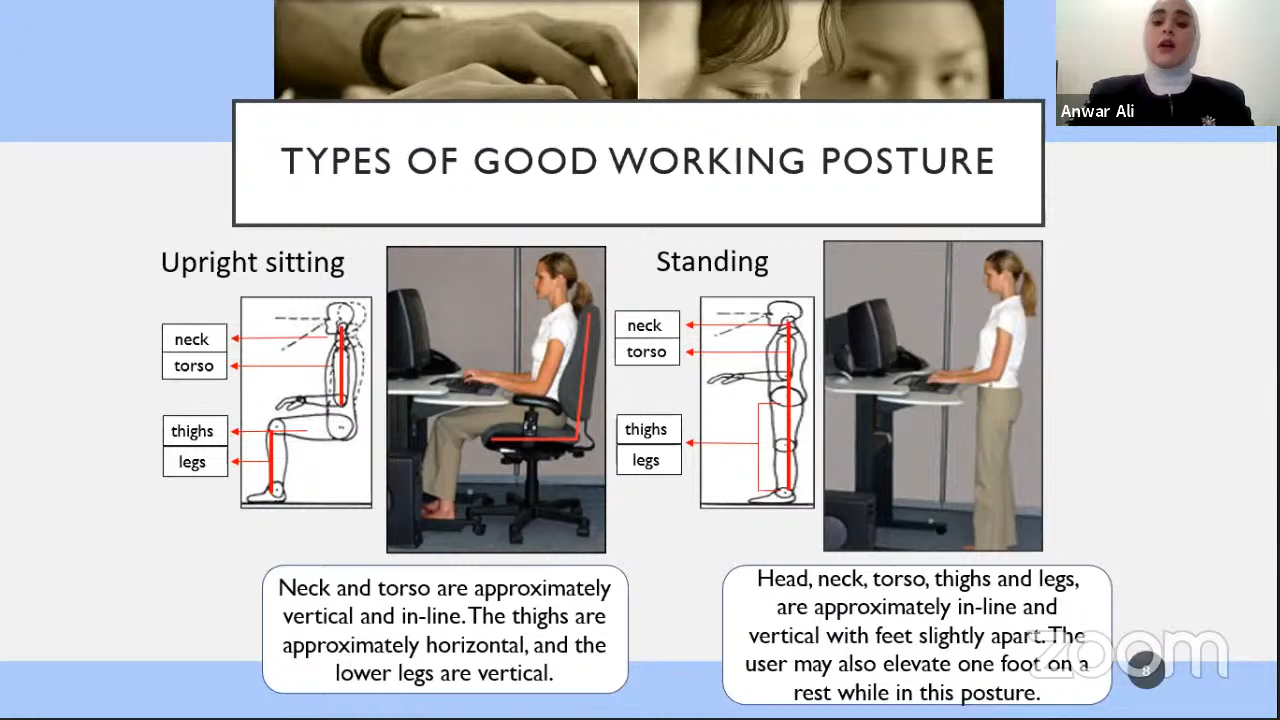 Anwar Ali
TYPES OF GOOD WORKING POSTURE
Upright sitting
neck
torso
thighs
legs
Neck and torso are approximately
vertical and in-line. The thighs are
approximately horizontal, and the
lower legs are vertical.
Standing
neck
torso
thighs
legs
Head, neck, torso, thighs and legs,
are approximately in-line and
vertical with feet slightly apart. The
user may also elevate one foot on a
rest while in this posture.
zoom
8